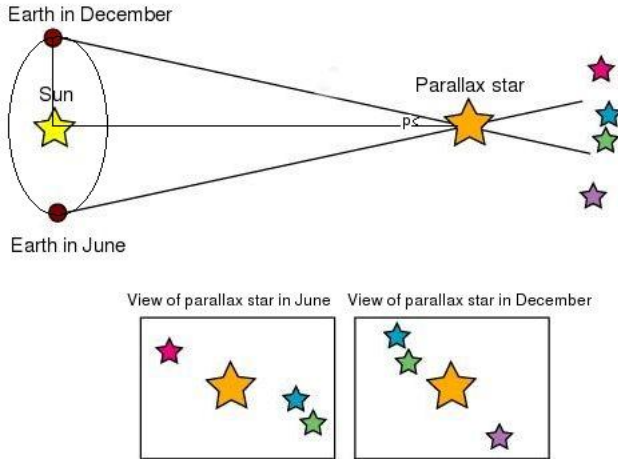 Earth in December
Sun
Parallax star
p
Earth in June
View of parallax star in June
View of parallax star in December